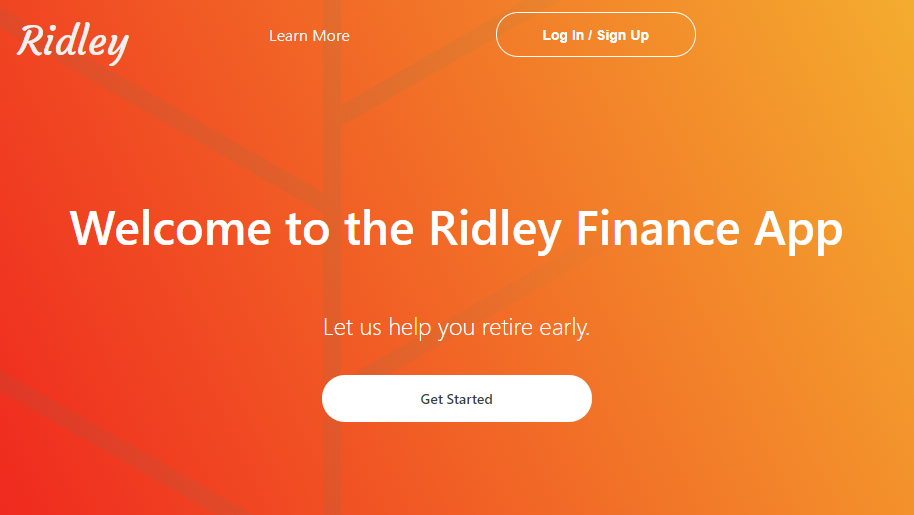 Ridley
Learn More
Log In / Sign Up
Welcome to the Ridley Finance App
Let us help you retire early.
Get Started